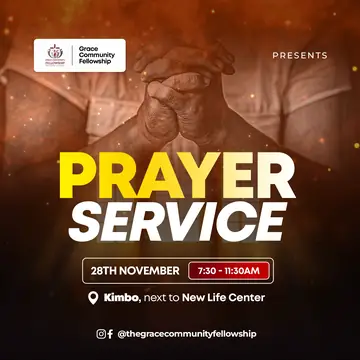 Grace
Community
Fellowship
PRESENTS
PRAYER
SERVICE
28TH NOVEMBER
7:30 - 11:30AM
Kimbo, next to New Life Center
@thegracecommunityfellowship